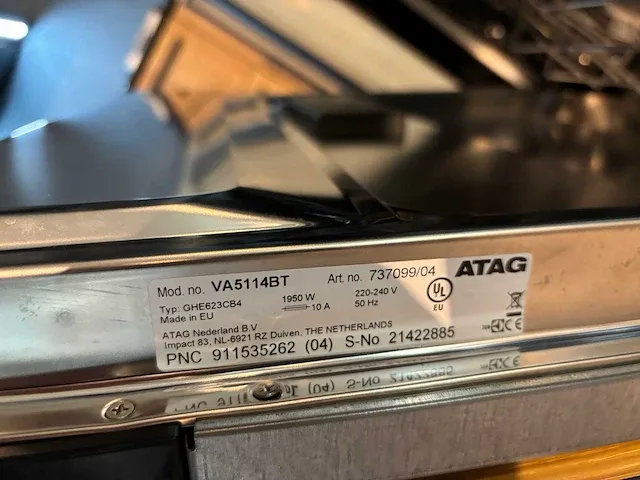 Mod. no. VA5114BT Art. no. 737099/04 ATAG
Typ: GHE623CB4 1950 W 220-240 V
Made in EU 10 A 50 Hz
UL
EU
ATAG Nederland B.V
Impact 83, NL-6921 RZ Duiven, THE NETHERLANDS
PNC 911535262 (04) S-No 21422885
CE